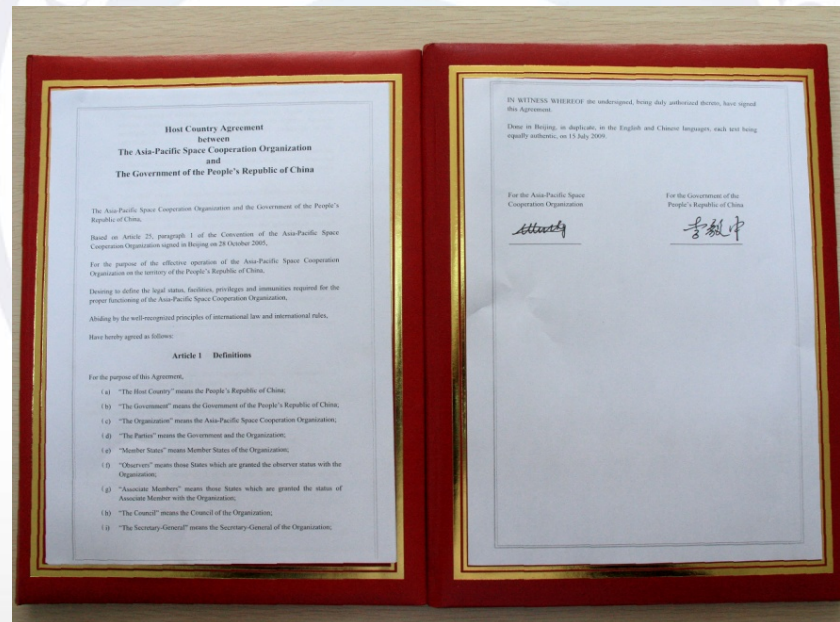 Host Country Agreement
between
The Asia-Pacific Space Cooperation Organization
and
The Government of the People's Republic of China
The Asia-Pacific Space Cooperation Organization and the Government of the People's
Republic of China,
Based on Article 25, paragraph 1 of the Convention of the Asia-Pacific Space
Cooperation Organization signed in Beijing on 28 October 2005,
For the purpose of the effective operation of the Asia-Pacific Space Cooperation
Organization on the territory of the People's Republic of China,
Desiring to define the legal status, facilities, privileges and immunities required for the
proper functioning of the Asia-Pacific Space Cooperation Organization,
Abiding by the well-recognized principles of international law and international rules,
Have hereby agreed as follows:
Article 1 Definitions
For the purpose of this Agreement,
(a) "The Host Country" means the People's Republic of China;
(b) "The Government" means the Government of the People's Republic of China;
(c) "The Organization" means the Asia-Pacific Space Cooperation Organization;
(d) "The Parties" means the Government and the Organization;
(e) "Member States" means Member States of the Organization;
(f) "Observers" means those States which are granted the observer status with the
Organization;
(g) "Associate Members" means those States which are granted the status of
Associate Member with the Organization;
(h) "The Council" means the Council of the Organization;
(i) "The Secretary-General" means the Secretary-General of the Organization;
IN WITNESS WHEREOF the undersigned, being duly authorized thereto, have signed
this Agreement.
Done in Beijing, in duplicate, in the English and Chinese languages, each text being
equally authentic, on 15 July 2009.
For the Asia-Pacific Space
Cooperation Organization
For the Government of the
People's Republic of China
李毅中